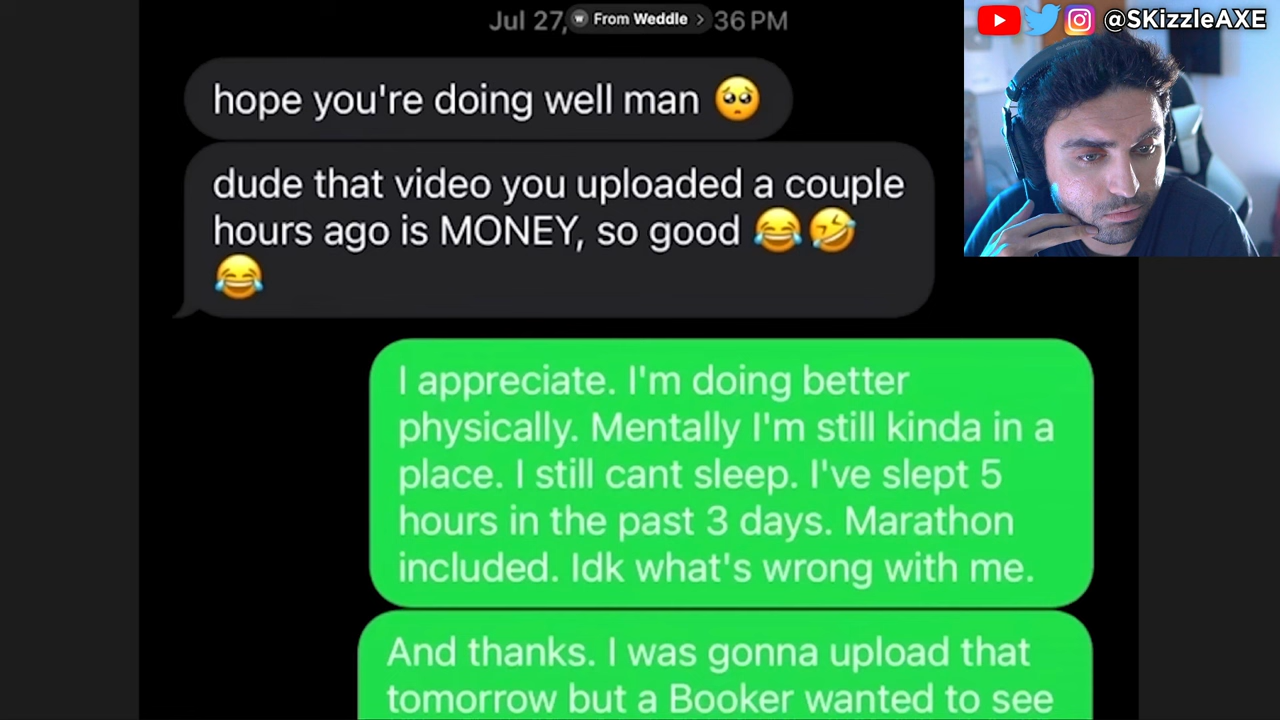 @SKizzleAXE
Jul 27, From Weddle > 36 PM
hope you're doing well man 🥺
dude that video you uploaded a couple
hours ago is MONEY, so good 😂🤣
😂
I appreciate. I'm doing better
physically. Mentally I'm still kinda in a
place. I still cant sleep. I've slept 5
hours in the past 3 days. Marathon
included. Idk what's wrong with me.
And thanks. I was gonna upload that
tomorrow but a Booker wanted to see